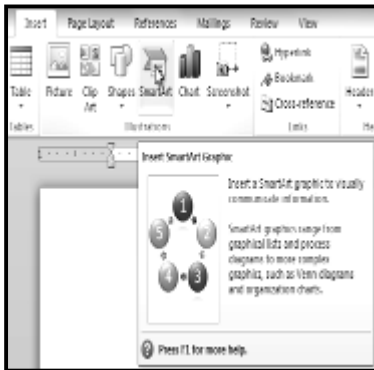 Insert Page Layout References Mailings Review View
Table Picture Clip Art Shapes SmartArt Chart Screenshot
Hyperlink
Bookmark
Cross-reference
Header
Tables Illustrations Links He
Insert SmartArt Graphic
Insert a SmartArt graphic to visually
communicate information.
SmartArt graphics range from
graphical lists and process
diagrams to more complex
graphics, such as Venn diagrams
and organization charts.
1
5 2
4 3
Press F1 for more help.